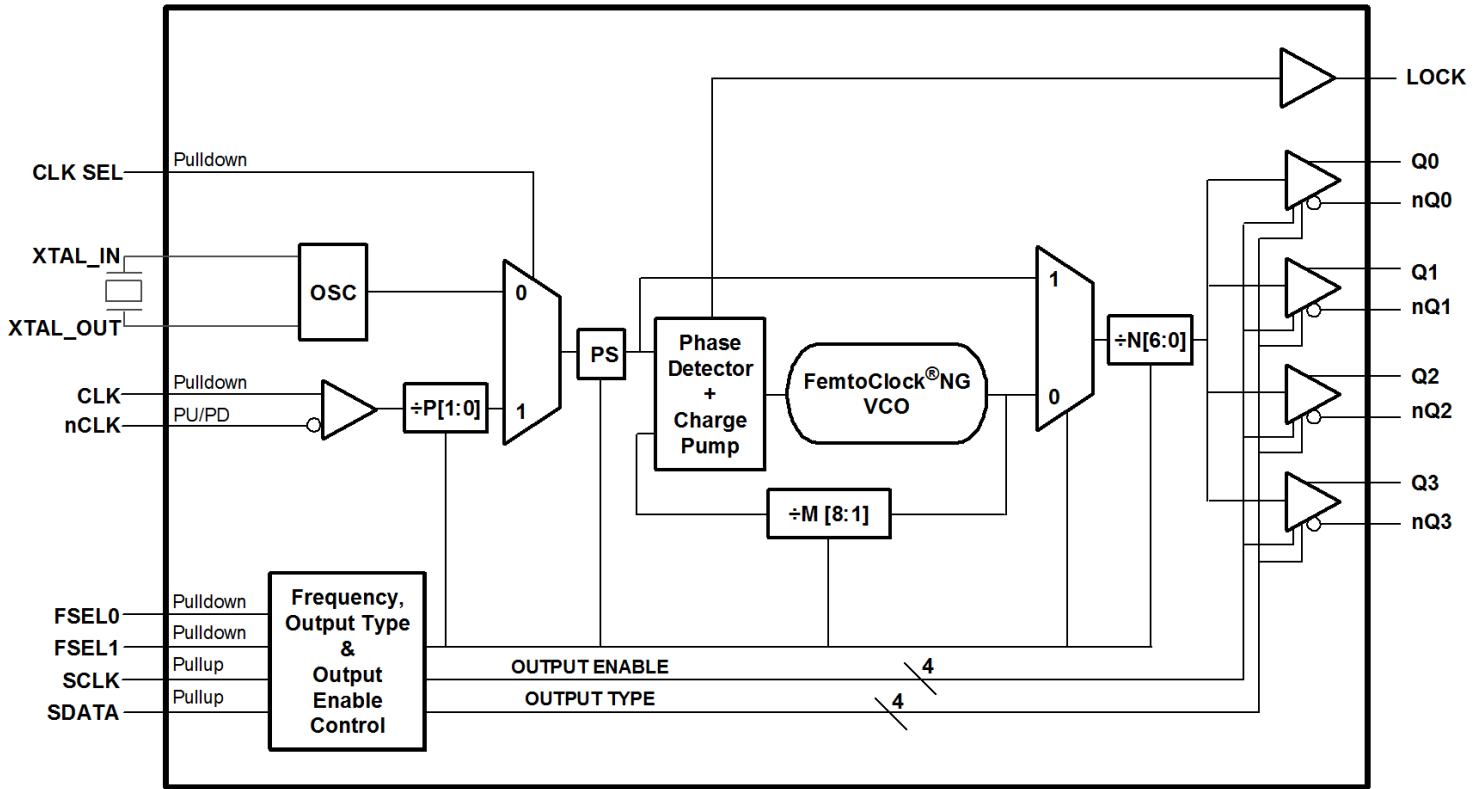 LOCK
CLK SEL
Pulldown
Q0
nQ0
XTAL_IN
XTAL_OUT
OSC
0
1
PS
Phase
Detector
+
Charge
Pump
FemtoClock®NG
VCO
1
0
÷N[6:0]
Q1
nQ1
CLK
Pulldown
nCLK
PU/PD
÷P[1:0]
÷M [8:1]
Q2
nQ2
Q3
nQ3
FSEL0
Pulldown
FSEL1
Pulldown
SCLK
Pullup
SDATA
Pullup
Frequency,
Output Type
&
Output
Enable
Control
OUTPUT ENABLE
4
OUTPUT TYPE
4